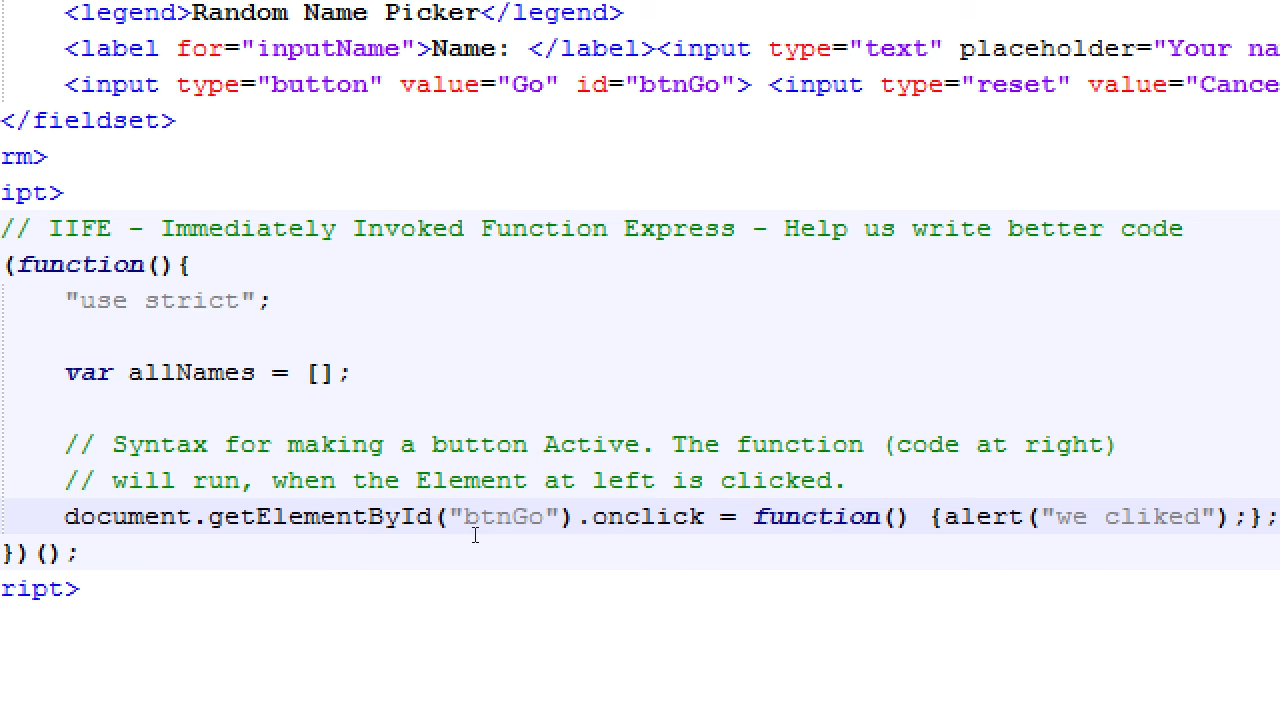 <legend>Random Name Picker</legend>
<label for="inputName">Name: </label><input type="text" placeholder="Your na
<input type="button" value="Go" id="btnGo"> <input type="reset" value="Cance
</fieldset>
rm>
ipt>
// IIFE - Immediately Invoked Function Express - Help us write better code
(function(){
"use strict";
var allNames = [];
// Syntax for making a button Active. The function (code at right)
// will run, when the Element at left is clicked.
document.getElementById("btnGo").onclick = function() {alert("we cliked");};
})();
ript>